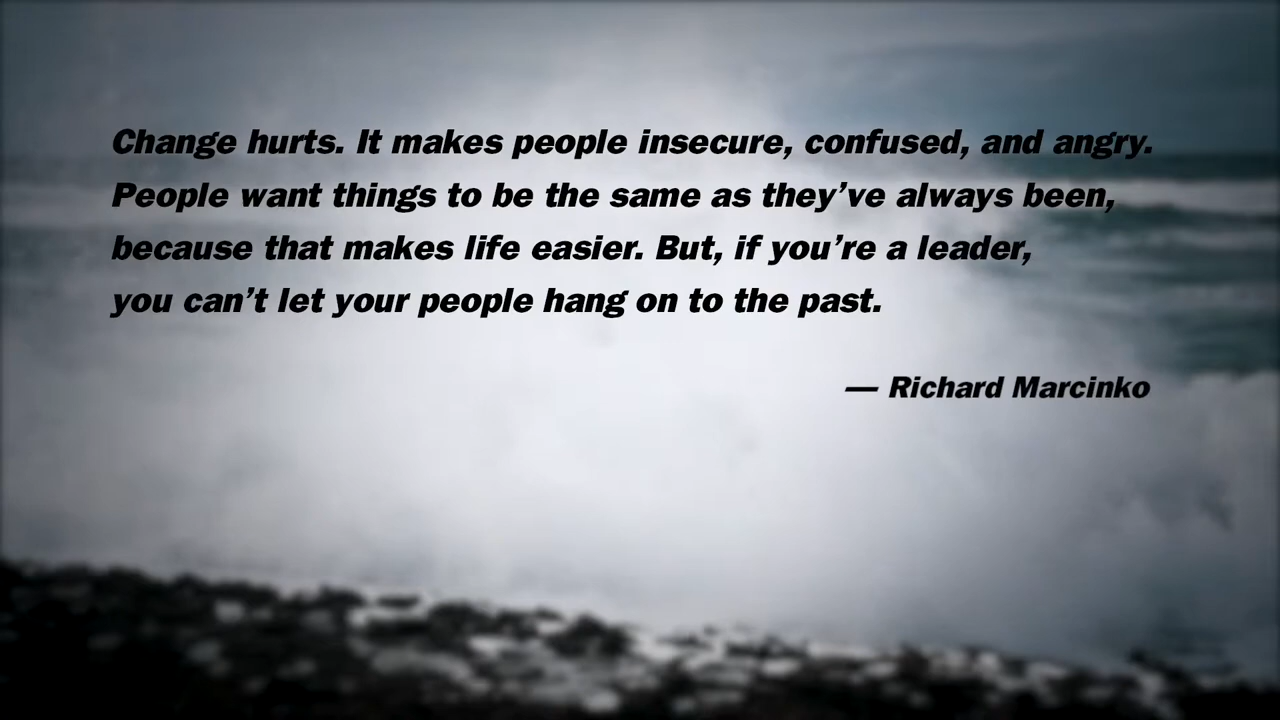 Change hurts. It makes people insecure, confused, and angry.
People want things to be the same as they’ve always been,
because that makes life easier. But, if you’re a leader,
you can’t let your people hang on to the past.
— Richard Marcinko